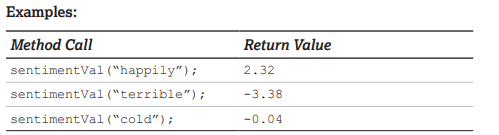 Examples:
Method Call Return Value
sentimentVal(“happily”); 2.32
sentimentVal(“terrible”); -3.38
sentimentVal(“cold”); -0.04